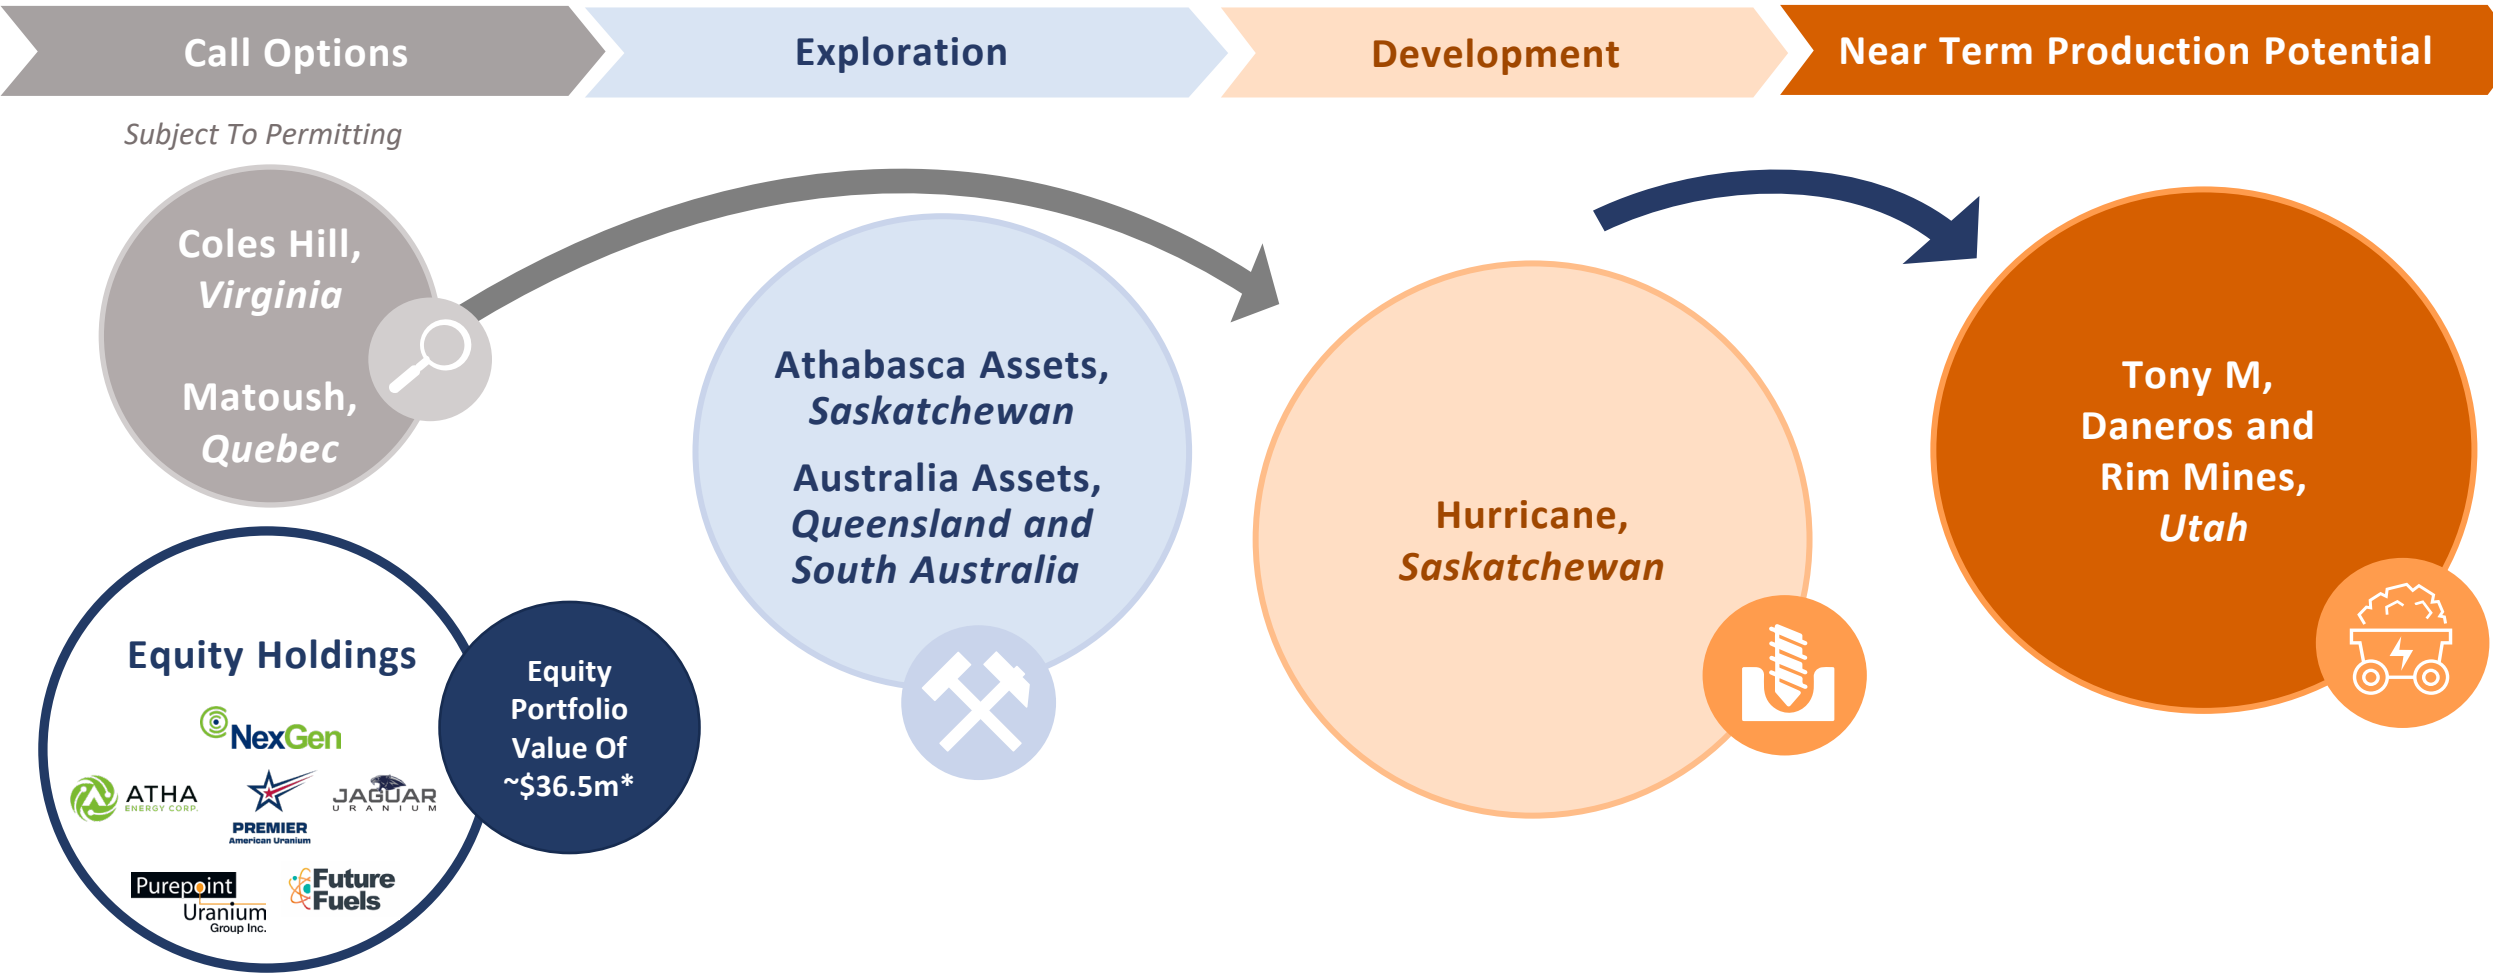 Call Options
Exploration
Development
Near Term Production Potential
Subject To Permitting
Coles Hill,
Virginia
Matoush,
Quebec
Athabasca Assets,
Saskatchewan
Australia Assets,
Queensland and
South Australia
Hurricane,
Saskatchewan
Tony M,
Daneros and
Rim Mines,
Utah
Equity Holdings
NexGen
ATHA
ENERGY CORP.
PREMIER
American Uranium
JAGUAR
URANIUM
Purepoint
Uranium
Group Inc.
Future
Fuels
Equity
Portfolio
Value Of
~$36.5m*